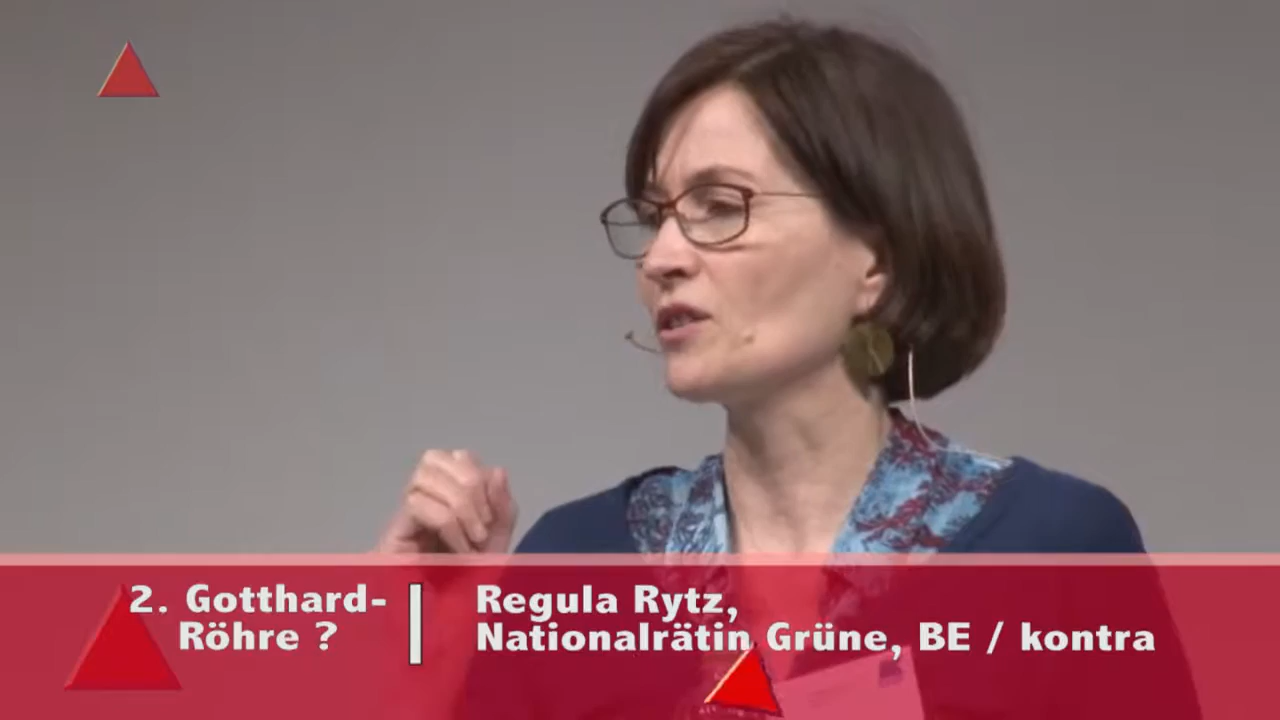 2. Gotthard-
Röhre ?
Regula Rytz,
Nationalrätin Grüne, BE / kontra